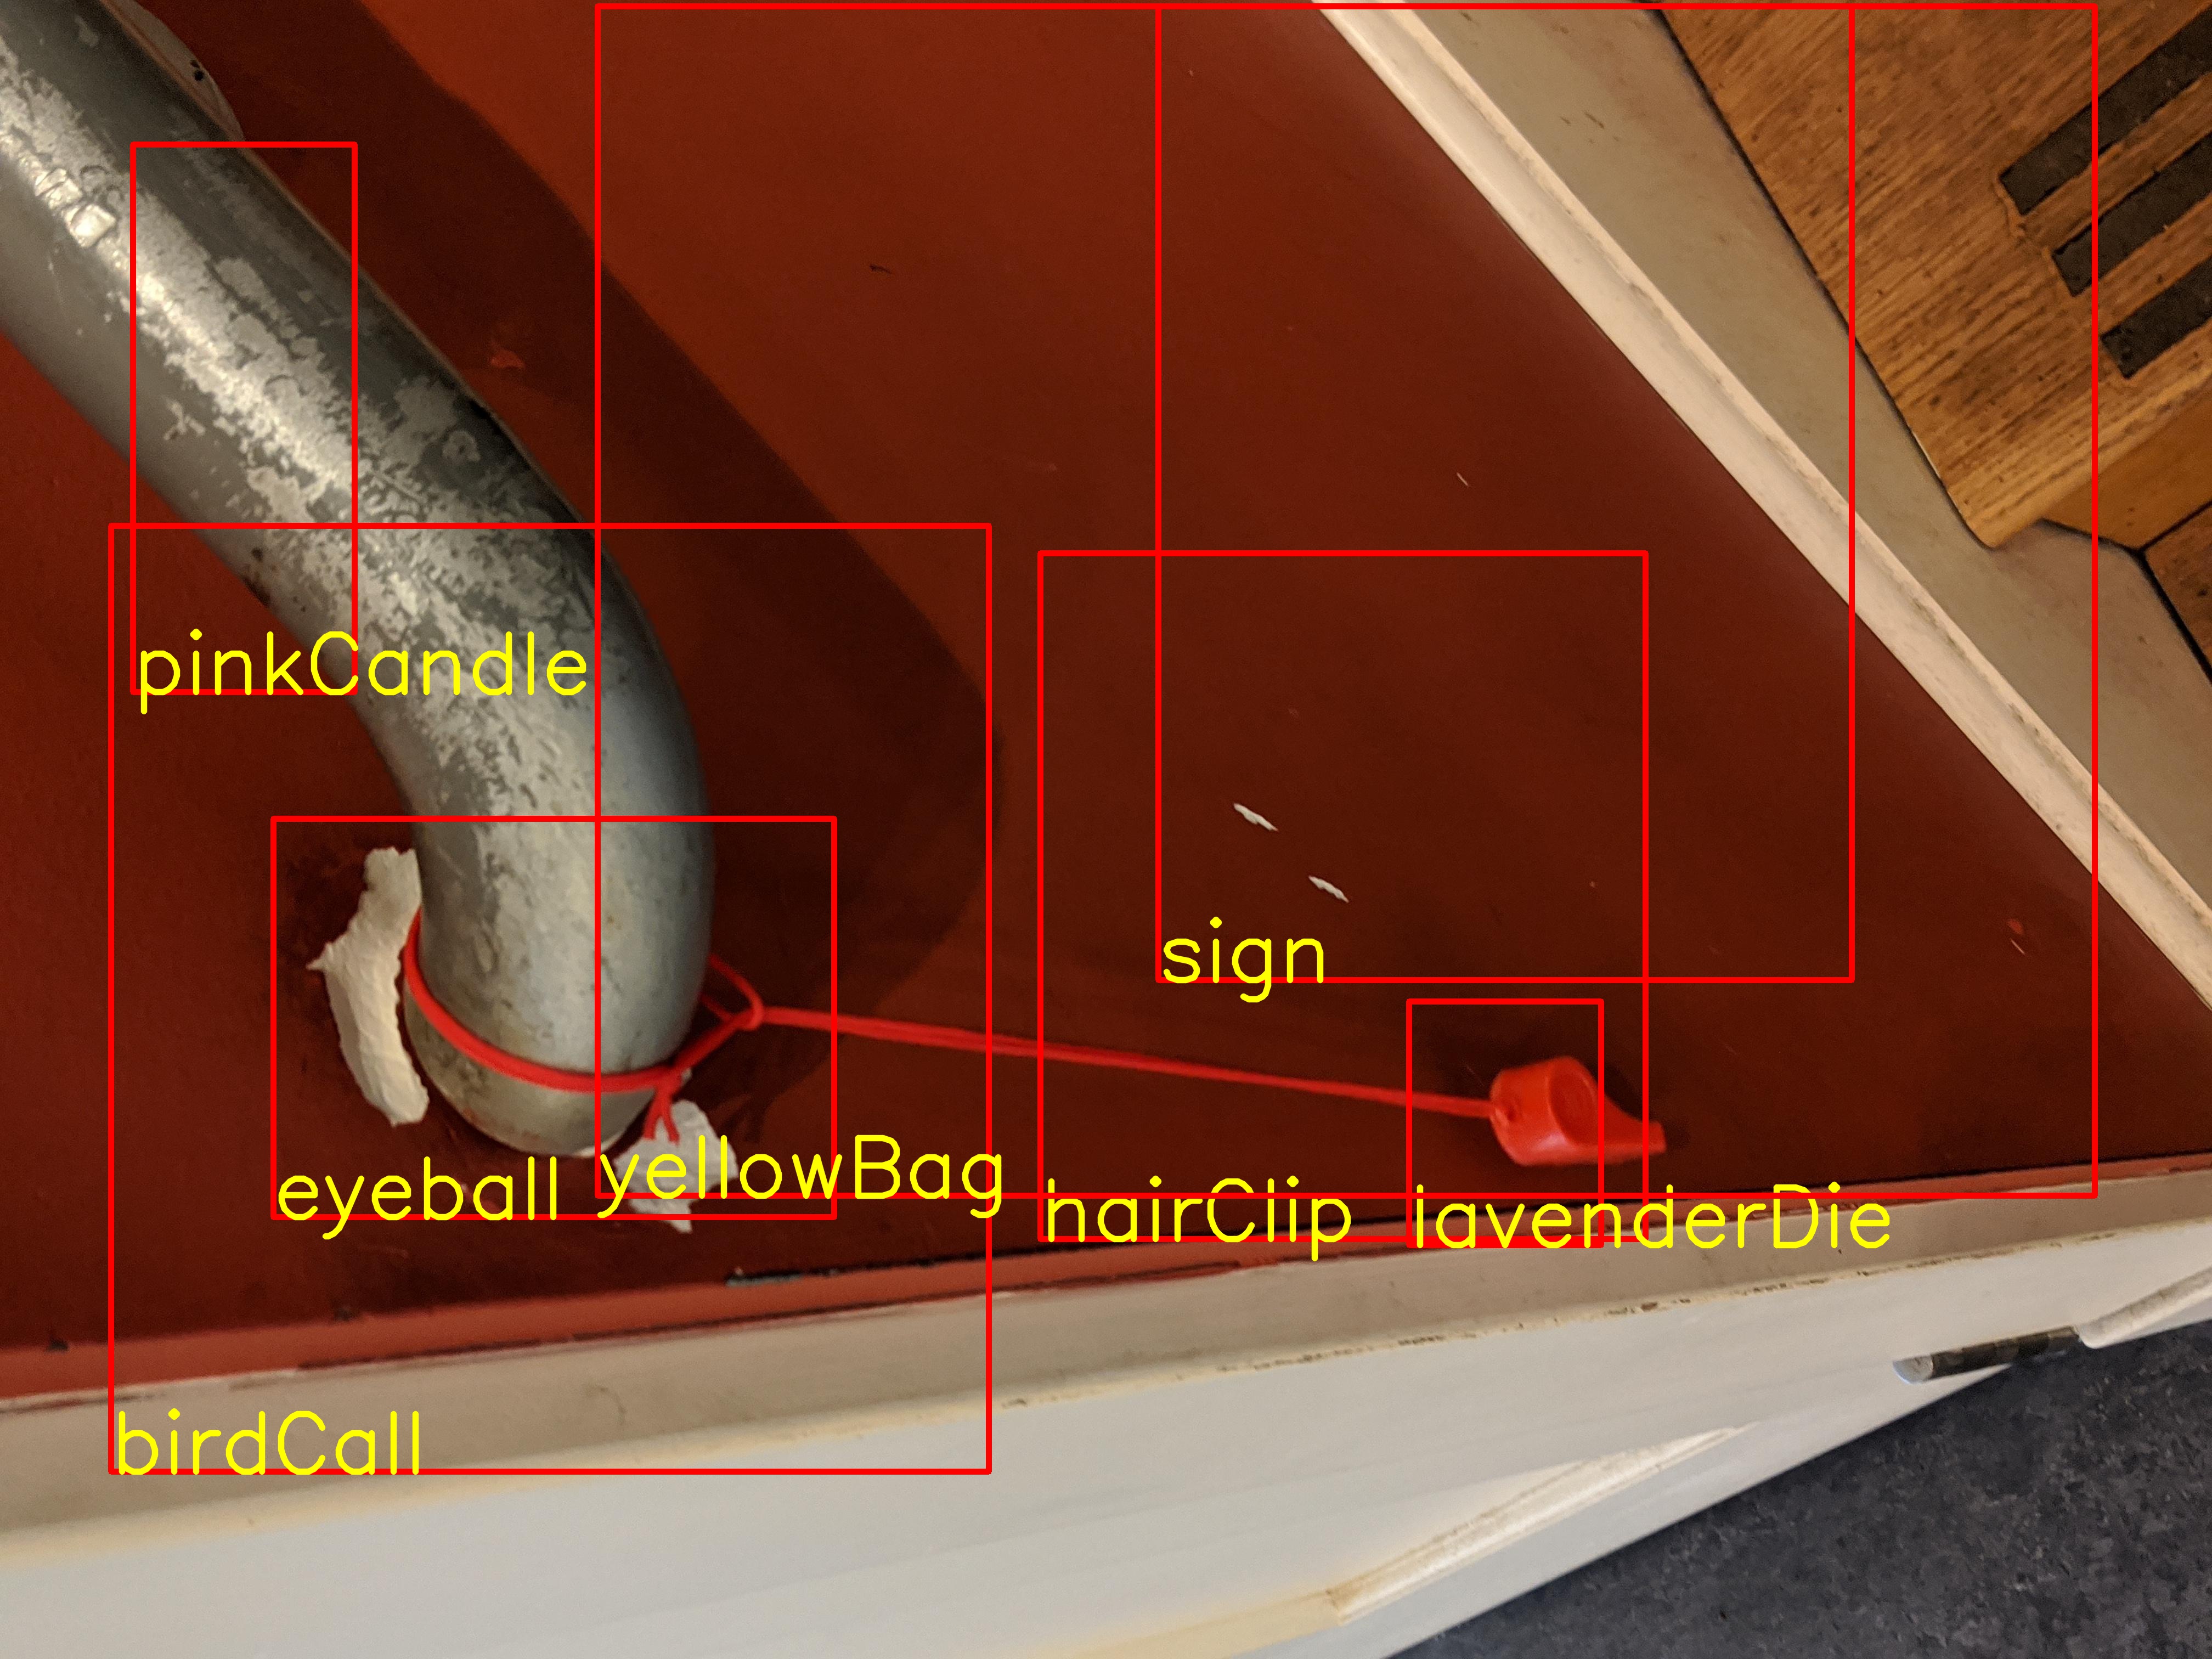 pinkCandle
sign
eyeball
yellowBag
hairClip
lavenderDie
birdCall